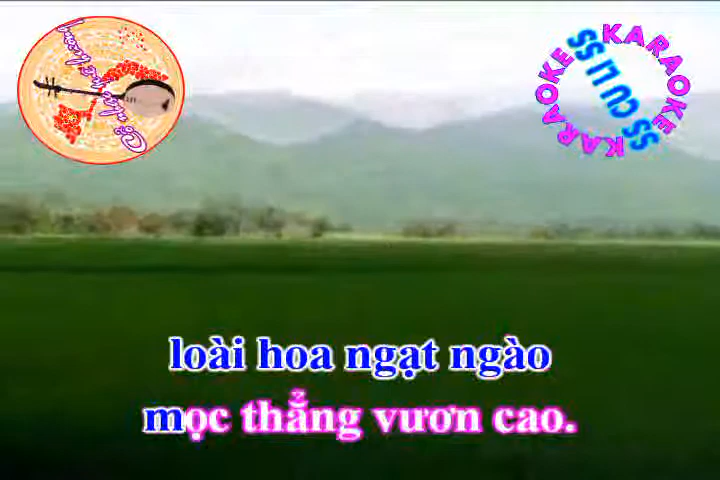 KARAOKE KARAOKE
SS CU LI SS
loài hoa ngạt ngào
mọc thẳng vươn cao.